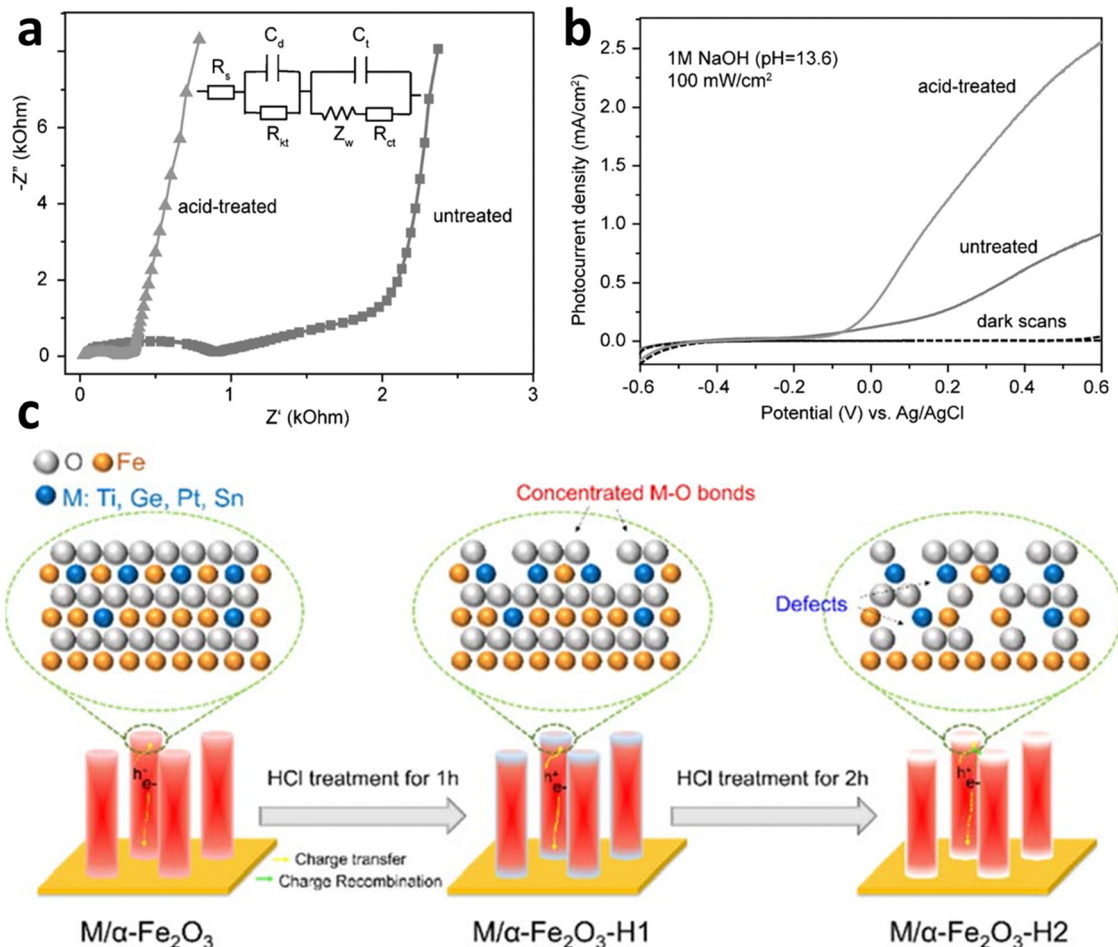 a
C_d
C_t
R_s
R_kt
Z_w
R_ct
-Z" (kOhm)
6
4
2
0
acid-treated
untreated
0
1
2
3
Z' (kOhm)
b
1M NaOH (pH=13.6)
100 mW/cm²
acid-treated
untreated
dark scans
Photocurrent density (mA/cm²)
2.5
2.0
1.5
1.0
0.5
0.0
-0.6
-0.4
-0.2
0.0
0.2
0.4
0.6
Potential (V) vs. Ag/AgCl
c
O Fe
M: Ti, Ge, Pt, Sn
Concentrated M-O bonds
Defects
h⁺
e-
HCl treatment for 1h
h⁺
e-
HCl treatment for 2h
h⁺
e-
Charge transfer
Charge Recombination
M/α-Fe₂O₃
M/α-Fe₂O₃-H1
M/α-Fe₂O₃-H2